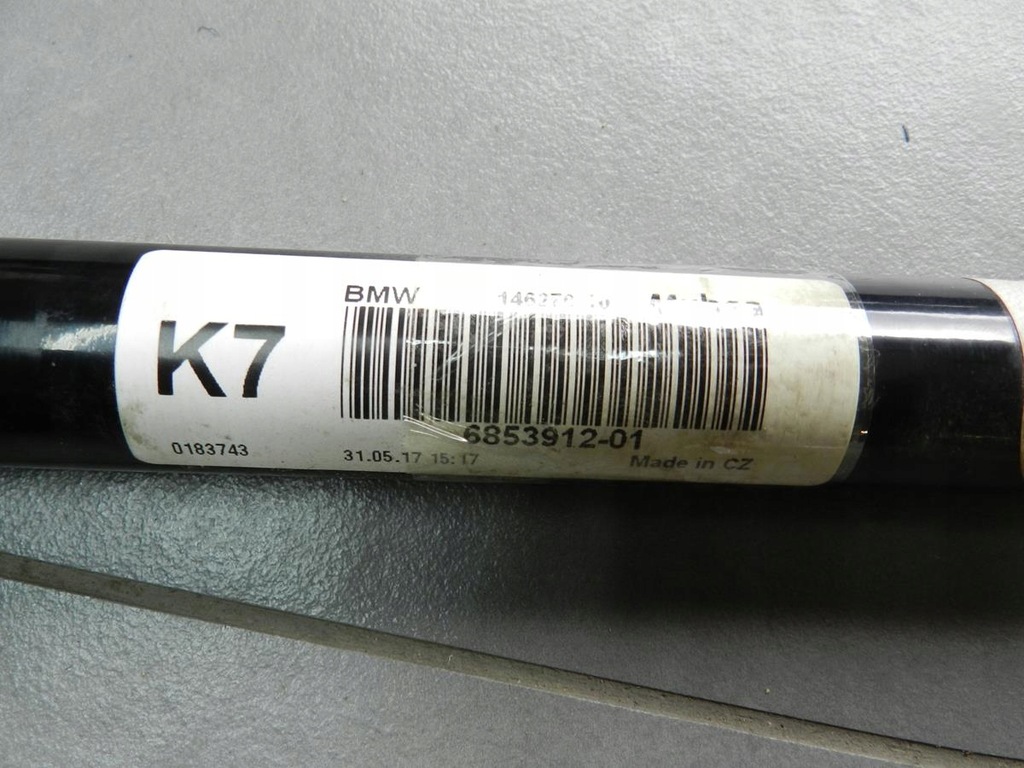 BMW
K7
6853912-01
0183743
31.05.17 15:17
Made in CZ